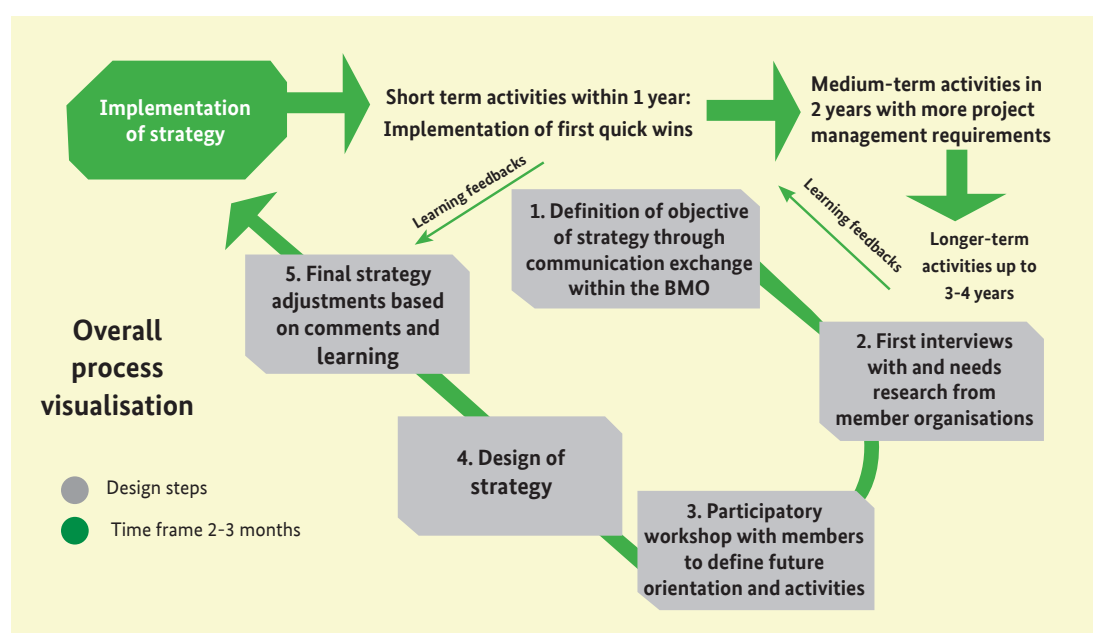 Implementation
of strategy
Short term activities within 1 year:
Implementation of first quick wins
Medium-term activities in
2 years with more project
management requirements
Learning feedbacks
Learning feedbacks
Longer-term
activities up to
3-4 years
1. Definition of objective
of strategy through
communication exchange
within the BMO
2. First interviews
with and needs
research from
member organisations
3. Participatory
workshop with members
to define future
orientation and activities
4. Design of
strategy
5. Final strategy
adjustments based
on comments and
learning
Overall
process
visualisation
Design steps
Time frame 2-3 months